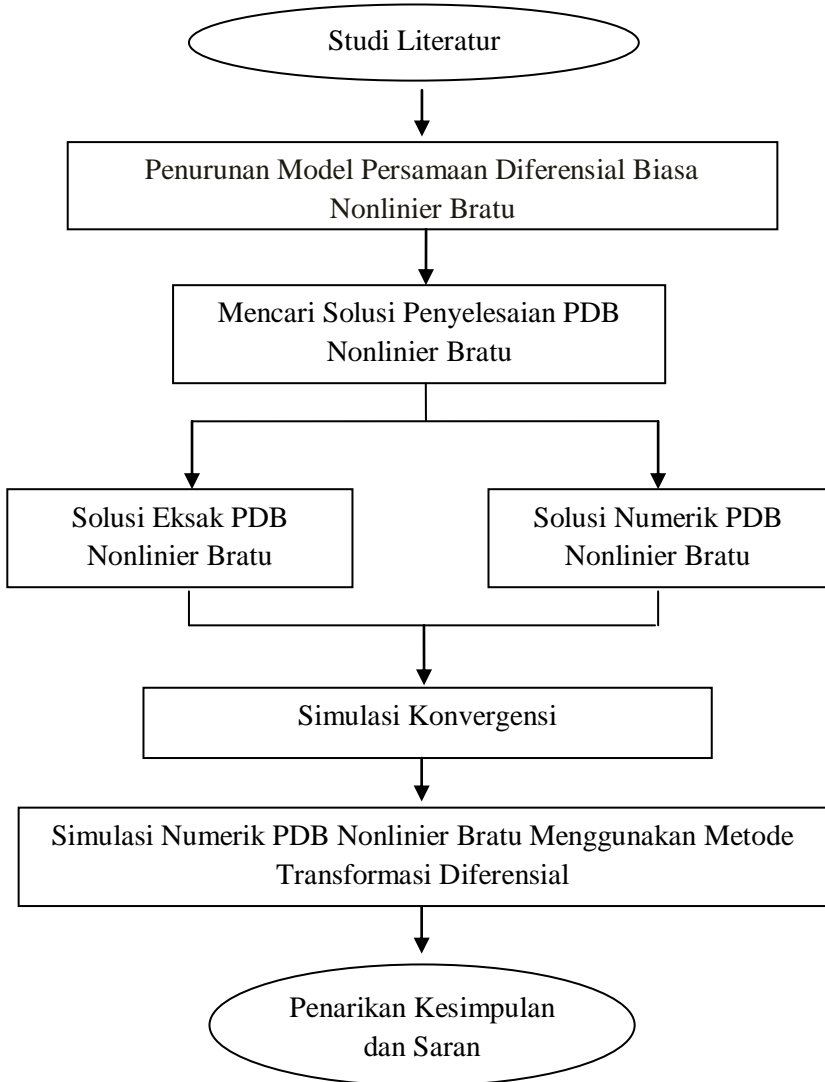 Studi Literatur
Penurunan Model Persamaan Diferensial Biasa
Nonlinier Bratu
Mencari Solusi Penyelesaian PDB
Nonlinier Bratu
Solusi Eksak PDB
Nonlinier Bratu
Solusi Numerik PDB
Nonlinier Bratu
Simulasi Konvergensi
Simulasi Numerik PDB Nonlinier Bratu Menggunakan Metode
Transformasi Diferensial
Penarikan Kesimpulan
dan Saran